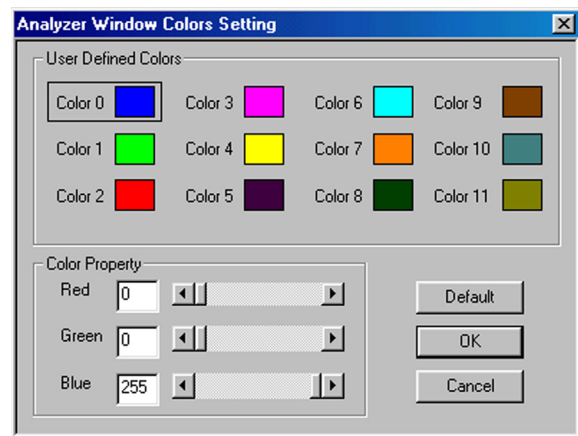 Analyzer Window Colors Setting
User Defined Colors
Color 0 Color 3 Color 6 Color 9
Color 1 Color 4 Color 7 Color 10
Color 2 Color 5 Color 8 Color 11
Color Property
Red 0
Default
Green 0
OK
Blue 255
Cancel